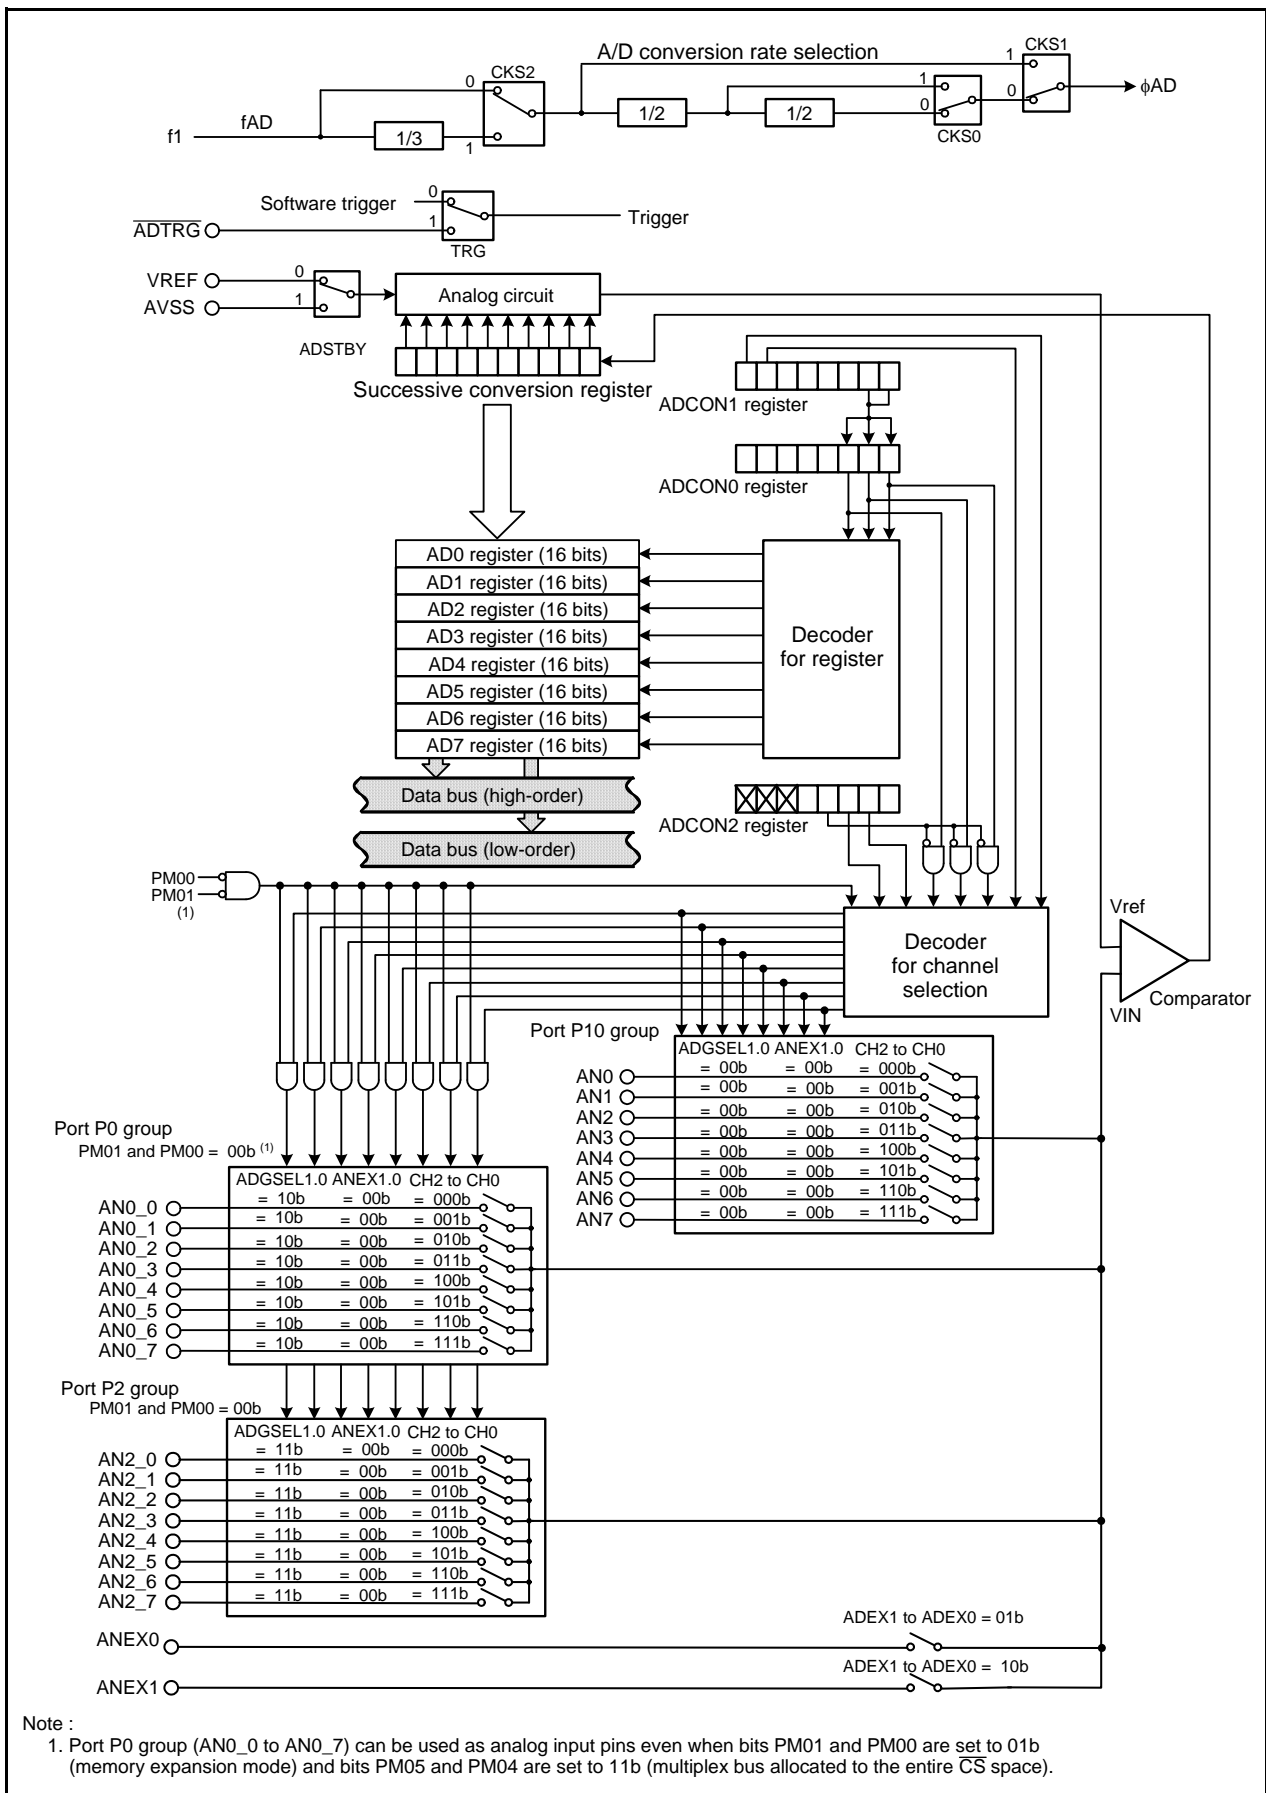 A/D conversion rate selection
CKS1
CKS2
1
0
1
φAD
fAD
0
0
f1
1/3
1/2
1/2
1
CKS0
Software trigger
0
Trigger
ADTRG
1
TRG
VREF
0
Analog circuit
AVSS
1
ADSTBY
Successive conversion register
ADCON1 register
ADCON0 register
AD0 register (16 bits)
AD1 register (16 bits)
AD2 register (16 bits)
AD3 register (16 bits)
AD4 register (16 bits)
AD5 register (16 bits)
AD6 register (16 bits)
AD7 register (16 bits)
Decoder
for register
Data bus (high-order)
ADCON2 register
Data bus (low-order)
PM00
PM01
(1)
Decoder
for channel
selection
Vref
VIN
Comparator
Port P10 group
ADGSEL1.0 ANEX1.0 CH2 to CH0
AN0 = 00b = 00b = 000b
AN1 = 00b = 00b = 001b
AN2 = 00b = 00b = 010b
AN3 = 00b = 00b = 011b
AN4 = 00b = 00b = 100b
AN5 = 00b = 00b = 101b
AN6 = 00b = 00b = 110b
AN7 = 00b = 00b = 111b
Port P0 group
PM01 and PM00 = 00b (1)
ADGSEL1.0 ANEX1.0 CH2 to CH0
AN0_0 = 10b = 00b = 000b
AN0_1 = 10b = 00b = 001b
AN0_2 = 10b = 00b = 010b
AN0_3 = 10b = 00b = 011b
AN0_4 = 10b = 00b = 100b
AN0_5 = 10b = 00b = 101b
AN0_6 = 10b = 00b = 110b
AN0_7 = 10b = 00b = 111b
Port P2 group
PM01 and PM00 = 00b
ADGSEL1.0 ANEX1.0 CH2 to CH0
AN2_0 = 11b = 00b = 000b
AN2_1 = 11b = 00b = 001b
AN2_2 = 11b = 00b = 010b
AN2_3 = 11b = 00b = 011b
AN2_4 = 11b = 00b = 100b
AN2_5 = 11b = 00b = 101b
AN2_6 = 11b = 00b = 110b
AN2_7 = 11b = 00b = 111b
ADEX1 to ADEX0 = 01b
ANEX0
ADEX1 to ADEX0 = 10b
ANEX1
Note :
1. Port P0 group (AN0_0 to AN0_7) can be used as analog input pins even when bits PM01 and PM00 are set to 01b
(memory expansion mode) and bits PM05 and PM04 are set to 11b (multiplex bus allocated to the entire CS space).